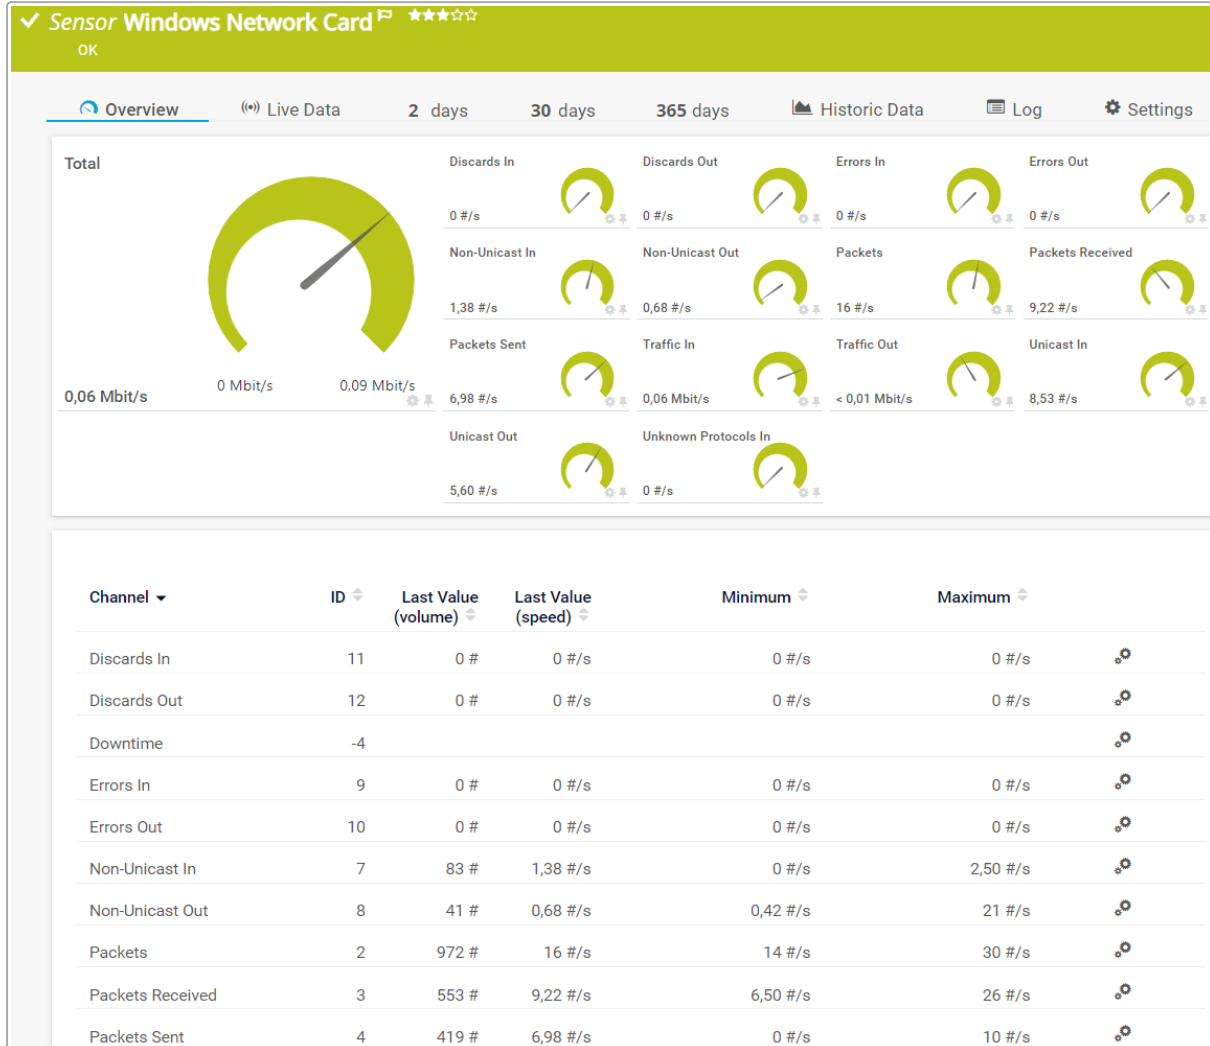 Sensor Windows Network Card
OK
Overview Live Data 2 days 30 days 365 days Historic Data Log Settings
Total
0,06 Mbit/s
0 Mbit/s 0,09 Mbit/s
Discards In Discards Out Errors In Errors Out
0 #/s 0 #/s 0 #/s 0 #/s
Non-Unicast In Non-Unicast Out Packets Packets Received
1,38 #/s 0,68 #/s 16 #/s 9,22 #/s
Packets Sent Traffic In Traffic Out Unicast In
6,98 #/s 0,06 Mbit/s < 0,01 Mbit/s 8,53 #/s
Unicast Out Unknown Protocols In
5,60 #/s 0 #/s
Channel ID Last Value (volume) Last Value (speed) Minimum Maximum
Discards In 11 0 # 0 #/s 0 #/s 0 #/s
Discards Out 12 0 # 0 #/s 0 #/s 0 #/s
Downtime -4
Errors In 9 0 # 0 #/s 0 #/s 0 #/s
Errors Out 10 0 # 0 #/s 0 #/s 0 #/s
Non-Unicast In 7 83 # 1,38 #/s 0 #/s 2,50 #/s
Non-Unicast Out 8 41 # 0,68 #/s 0,42 #/s 21 #/s
Packets 2 972 # 16 #/s 14 #/s 30 #/s
Packets Received 3 553 # 9,22 #/s 6,50 #/s 26 #/s
Packets Sent 4 419 # 6,98 #/s 0 #/s 10 #/s